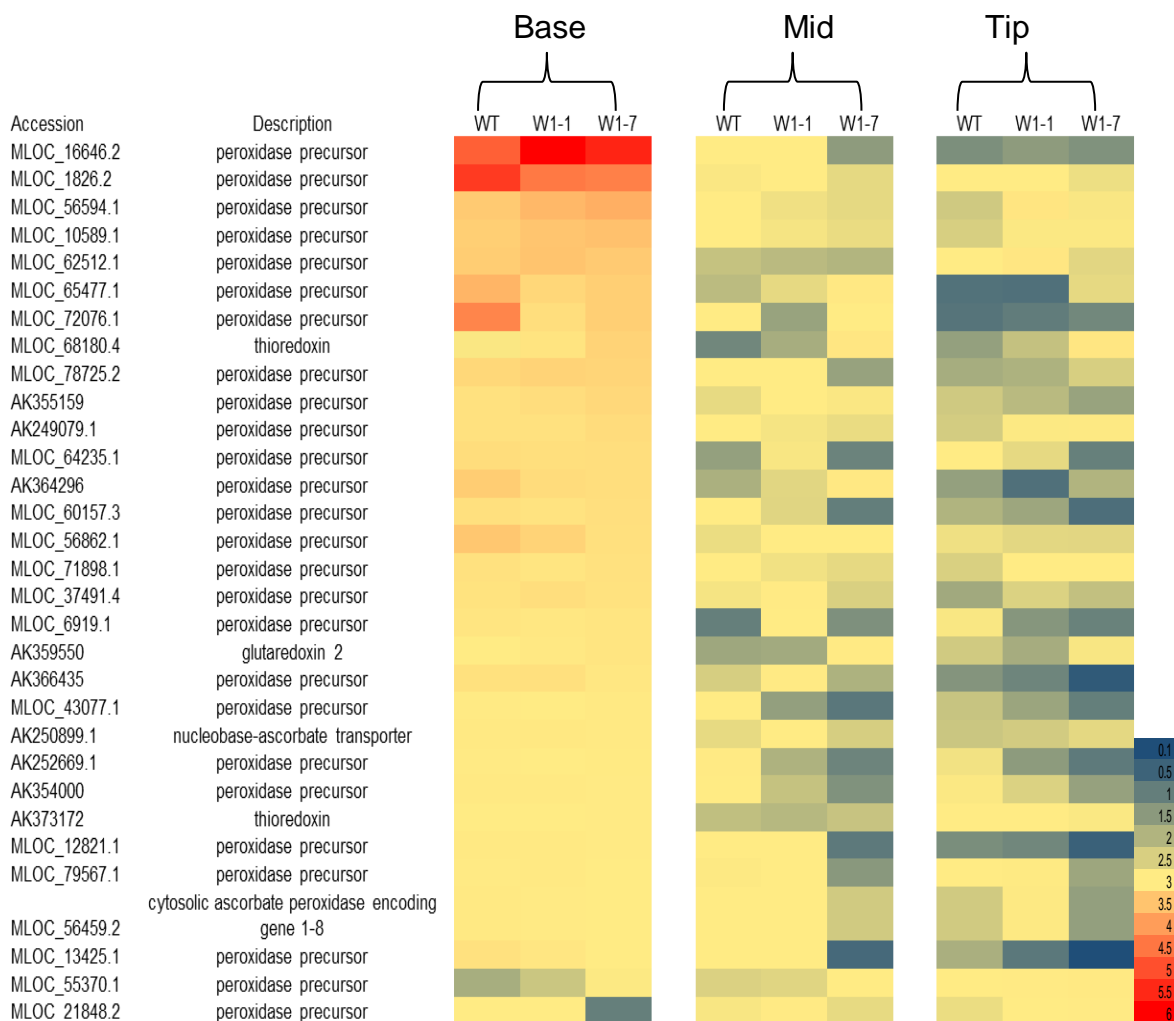 Base Mid Tip
Accession Description WT W1-1 W1-7 WT W1-1 W1-7 WT W1-1 W1-7
MLOC_16646.2 peroxidase precursor
MLOC_1826.2 peroxidase precursor
MLOC_56594.1 peroxidase precursor
MLOC_10589.1 peroxidase precursor
MLOC_62512.1 peroxidase precursor
MLOC_65477.1 peroxidase precursor
MLOC_72076.1 peroxidase precursor
MLOC_68180.4 thioredoxin
MLOC_78725.2 peroxidase precursor
AK355159 peroxidase precursor
AK249079.1 peroxidase precursor
MLOC_64235.1 peroxidase precursor
AK364296 peroxidase precursor
MLOC_60157.3 peroxidase precursor
MLOC_56862.1 peroxidase precursor
MLOC_71898.1 peroxidase precursor
MLOC_37491.4 peroxidase precursor
MLOC_6919.1 peroxidase precursor
AK359550 glutaredoxin 2
AK366435 peroxidase precursor
MLOC_43077.1 peroxidase precursor
AK250899.1 nucleobase-ascorbate transporter
AK252669.1 peroxidase precursor
AK354000 peroxidase precursor
AK373172 thioredoxin
MLOC_12821.1 peroxidase precursor
MLOC_79567.1 peroxidase precursor
cytosolic ascorbate peroxidase encoding
MLOC_56459.2 gene 1-8
MLOC_13425.1 peroxidase precursor
MLOC_55370.1 peroxidase precursor
MLOC_21848.2 peroxidase precursor
0.1
0.5
1
1.5
2
2.5
3
3.5
4
4.5
5
5.5
6